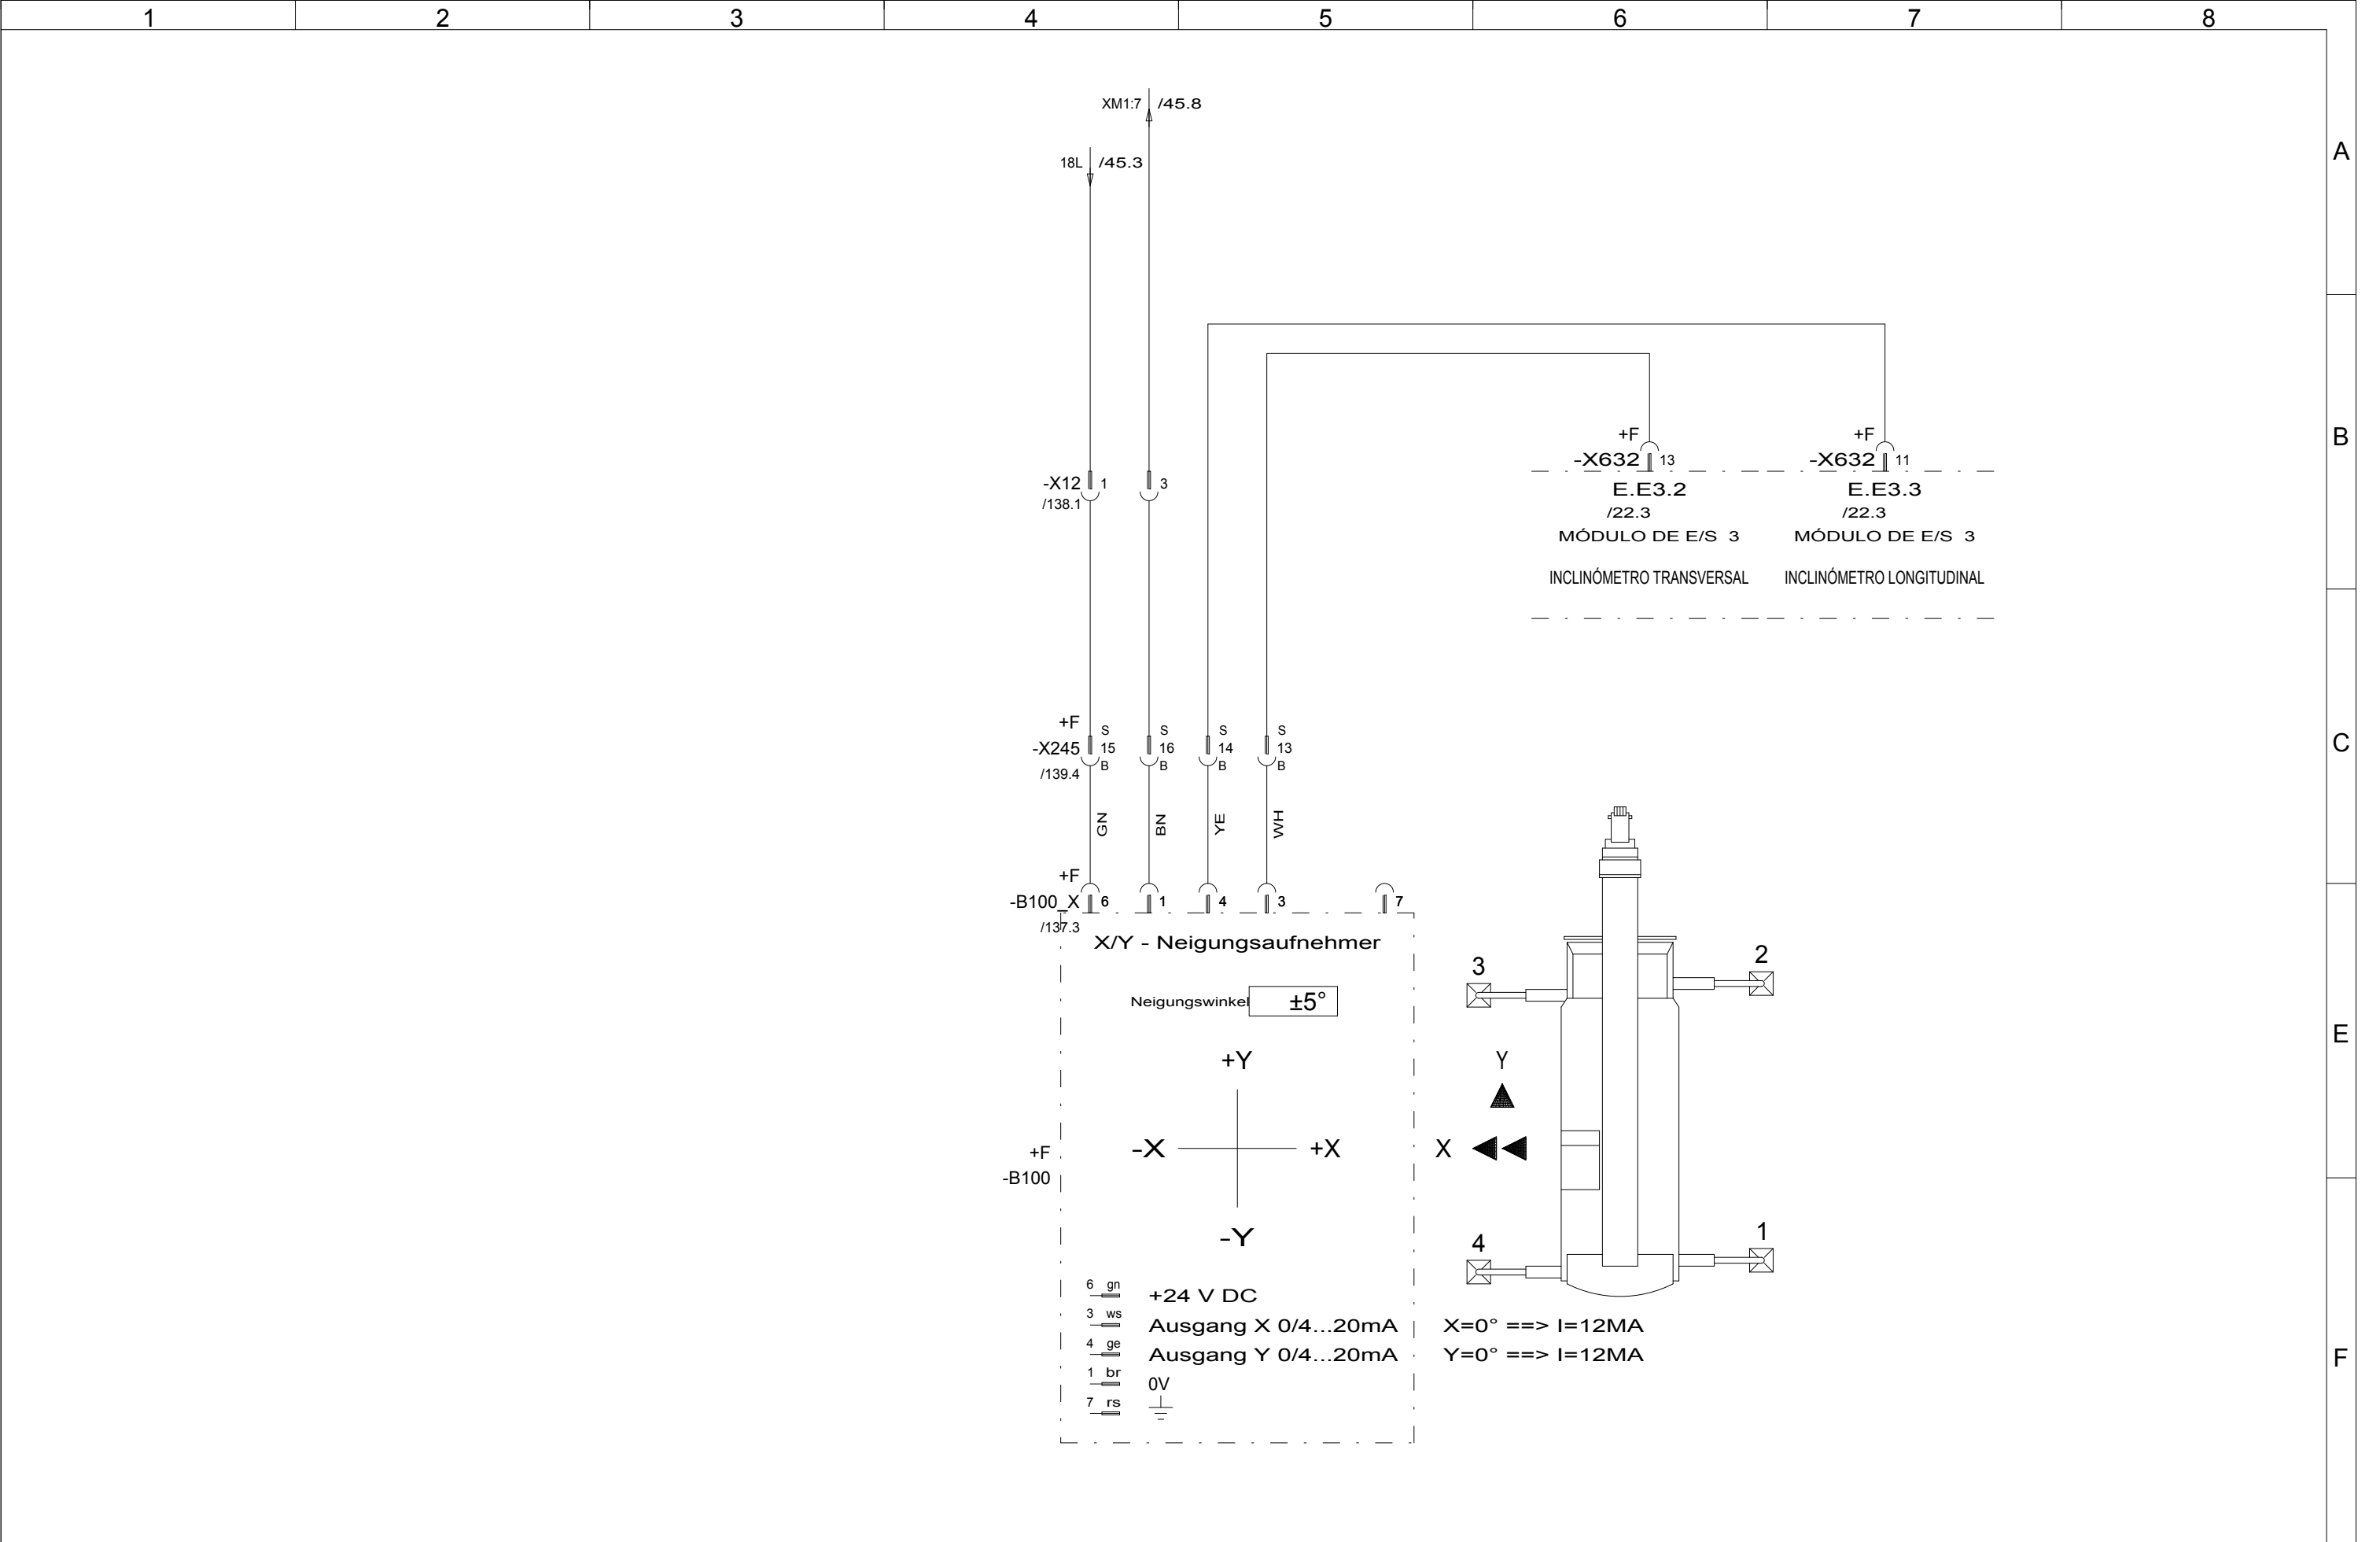 1 2 3 4 5 6 7 8
A
B
C
E
F
XM1:7 /45.8
18L /45.3
-X12 1 3
/138.1
+F +F
-X632 13 -X632 11
E.E3.2 E.E3.3
/22.3 /22.3
MÓDULO DE E/S 3 MÓDULO DE E/S 3
INCLINÓMETRO TRANSVERSAL INCLINÓMETRO LONGITUDINAL
+F S S S S
-X245 15 16 14 13
/139.4 B B B B
GN BN YE WH
+F
-B100_X 6 1 4 3 7
/137.3
X/Y - Neigungsaufnehmer
Neigungswinkel ±5°
+Y
-X +X
-Y
+F
-B100
3 2
Y
X
4 1
6 gn +24 V DC
3 ws Ausgang X 0/4...20mA X=0° ==> I=12MA
4 ge Ausgang Y 0/4...20mA Y=0° ==> I=12MA
1 br 0V
7 rs